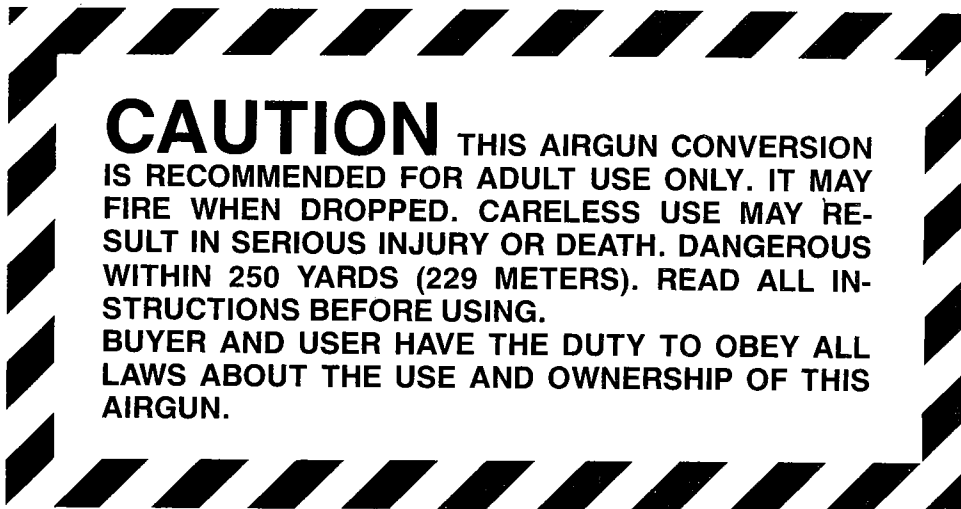 CAUTION THIS AIRGUN CONVERSION
IS RECOMMENDED FOR ADULT USE ONLY. IT MAY
FIRE WHEN DROPPED. CARELESS USE MAY RE-
SULT IN SERIOUS INJURY OR DEATH. DANGEROUS
WITHIN 250 YARDS (229 METERS). READ ALL IN-
STRUCTIONS BEFORE USING.
BUYER AND USER HAVE THE DUTY TO OBEY ALL
LAWS ABOUT THE USE AND OWNERSHIP OF THIS
AIRGUN.